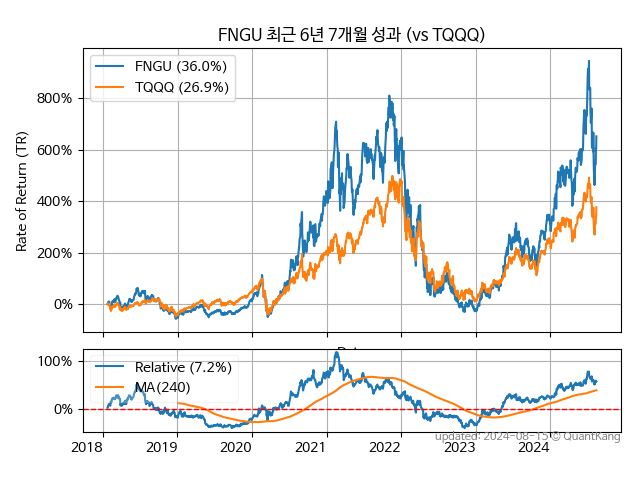 FNGU 최근 6년 7개월 성과 (vs TQQQ)
FNGU (36.0%)
TQQQ (26.9%)
Rate of Return (TR)
800%
600%
400%
200%
0%
Relative (7.2%)
MA(240)
100%
0%
2018 2019 2020 2021 2022 2023 2024
updated: 2024-08-15 © QuantKang